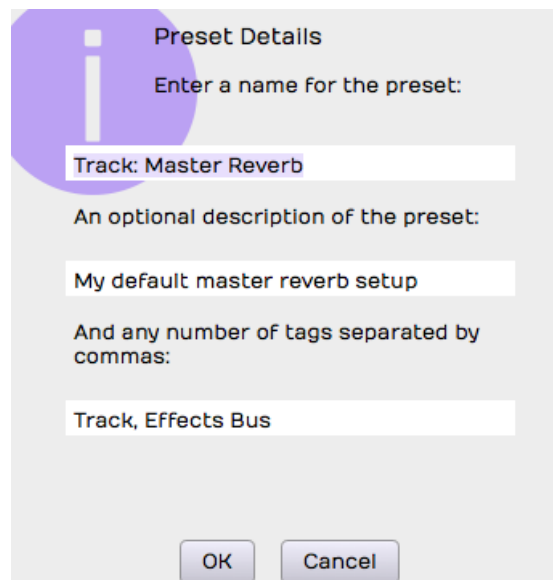 Preset Details
Enter a name for the preset:
Track: Master Reverb
An optional description of the preset:
My default master reverb setup
And any number of tags separated by
commas:
Track, Effects Bus
OK
Cancel